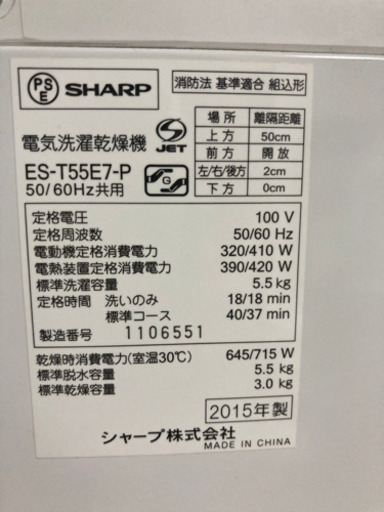 PS E SHARP
消防法 基準適合 組込形
場所 離隔距離
上方 50cm
前方 開放
左/右/後方 2cm
下方 0cm
電気洗濯乾燥機
S JET
ES-T55E7-P
50/60Hz共用
G
定格電圧 100 V
定格周波数 50/60 Hz
電動機定格消費電力 320/410 W
電熱装置定格消費電力 390/420 W
標準洗濯容量 5.5 kg
定格時間 洗いのみ 18/18 min
標準コース 40/37 min
製造番号 1106551
乾燥時消費電力(室温30℃) 645/715 W
標準脱水容量 5.5 kg
標準乾燥容量 3.0 kg
2015年製
シャープ株式会社
MADE IN CHINA